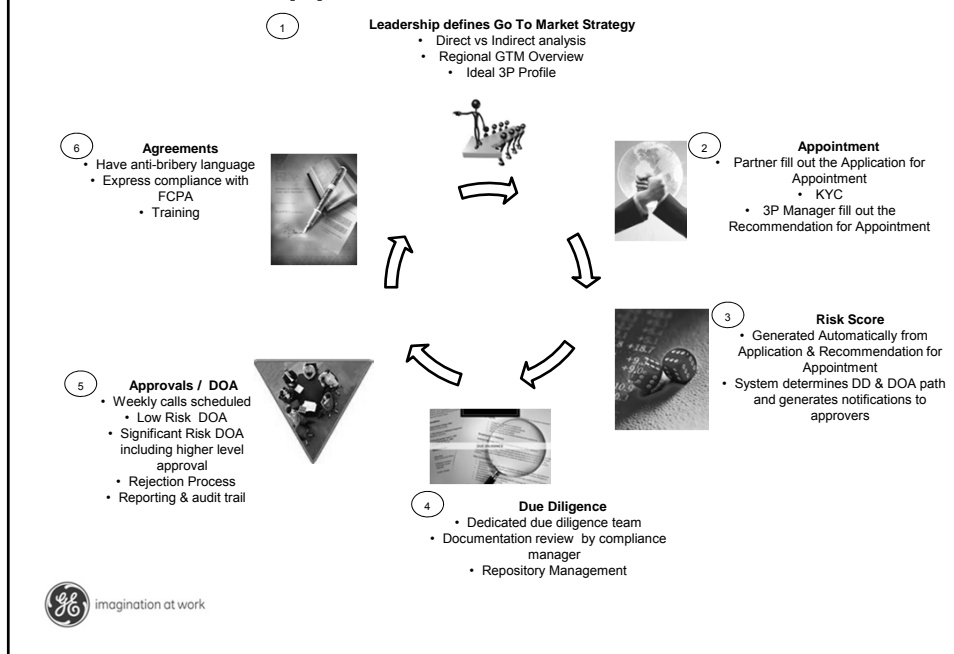 1
Leadership defines Go To Market Strategy
• Direct vs Indirect analysis
• Regional GTM Overview
• Ideal 3P Profile
2
Appointment
• Partner fill out the Application for
Appointment
• KYC
• 3P Manager fill out the
Recommendation for Appointment
3
Risk Score
• Generated Automatically from
Application & Recommendation for
Appointment
• System determines DD & DOA path
and generates notifications to
approvers
4
Due Diligence
• Dedicated due diligence team
• Documentation review by compliance
manager
• Repository Management
5
Approvals / DOA
• Weekly calls scheduled
• Low Risk DOA
• Significant Risk DOA
including higher level
approval
• Rejection Process
• Reporting & audit trail
6
Agreements
• Have anti-bribery language
• Express compliance with
FCPA
• Training
DUE DILIGENCE
GE
imagination at work